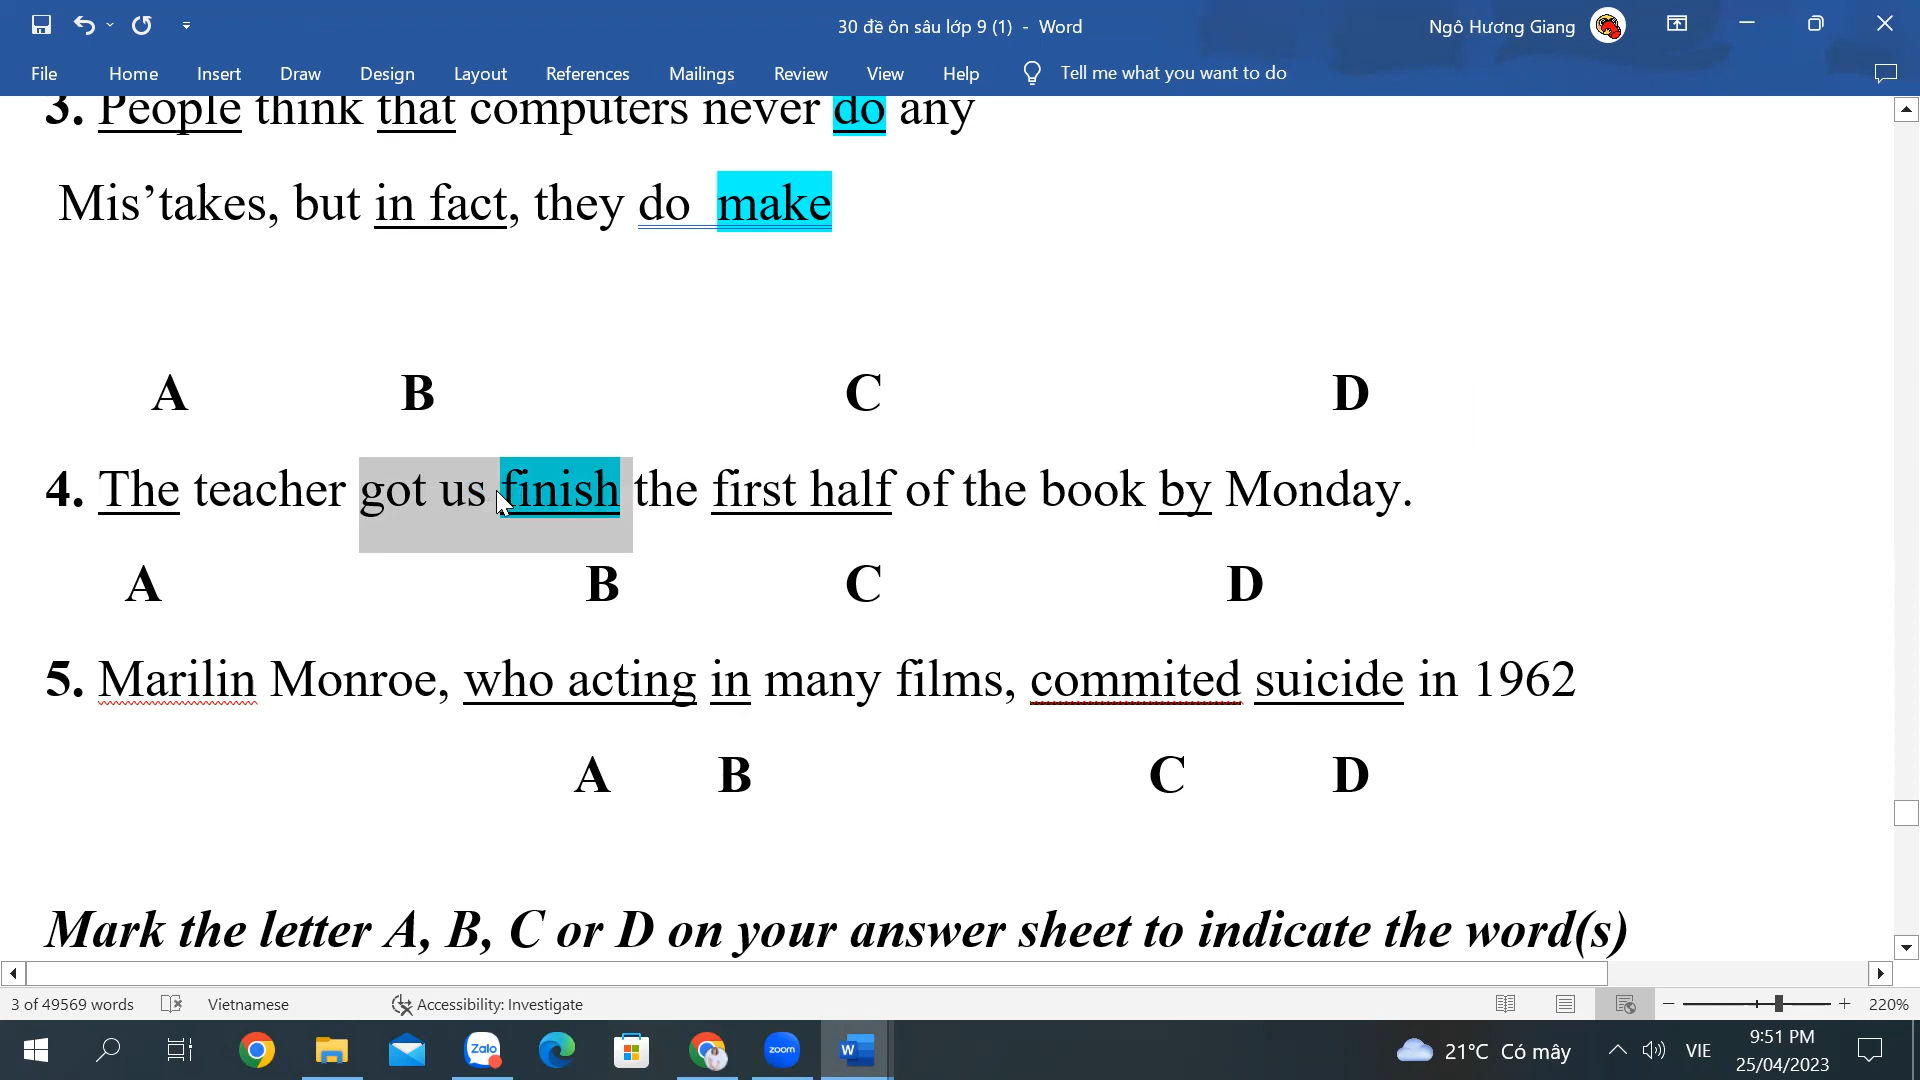 30 đề ôn sâu lớp 9 (1) - Word
Ngô Hương Giang
File Home Insert Draw Design Layout References Mailings Review View Help Tell me what you want to do
3. People think that computers never do any
Mis’takes, but in fact, they do make
A B C D
4. The teacher got us finish the first half of the book by Monday.
A B C D
5. Marilin Monroe, who acting in many films, commited suicide in 1962
A B C D
Mark the letter A, B, C or D on your answer sheet to indicate the word(s)
3 of 49569 words Vietnamese Accessibility: Investigate 220%
Zalo zoom W 21°C Có mây VIE 9:51 PM
25/04/2023